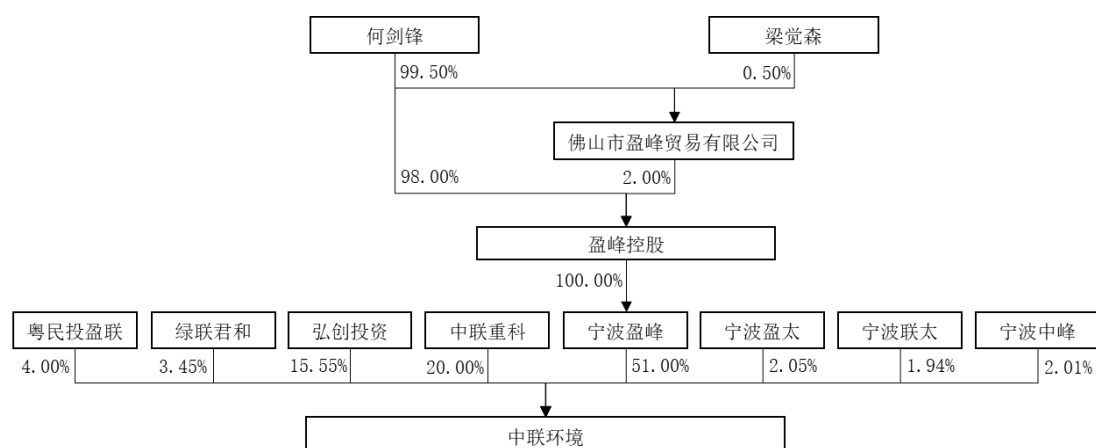 何剑锋
梁觉森
99.50%
0.50%
佛山市盈峰贸易有限公司
98.00%
2.00%
盈峰控股
100.00%
粤民投盈联
绿联君和
弘创投资
中联重科
宁波盈峰
宁波盈太
宁波联太
宁波中峰
4.00%
3.45%
15.55%
20.00%
51.00%
2.05%
1.94%
2.01%
中联环境